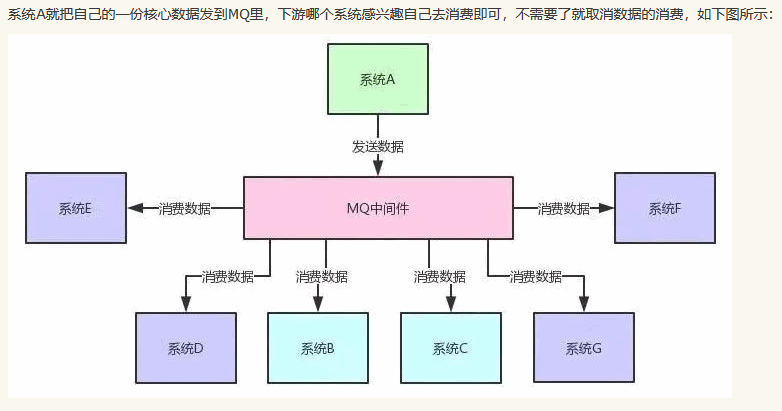 系统A就把自己的一份核心数据发到MQ里，下游哪个系统感兴趣自己去消费即可，不需要了就取消数据的消费，如下图所示：
系统A
发送数据
系统E
消费数据
MQ中间件
消费数据
系统F
消费数据
消费数据
消费数据
消费数据
系统D
系统B
系统C
系统G